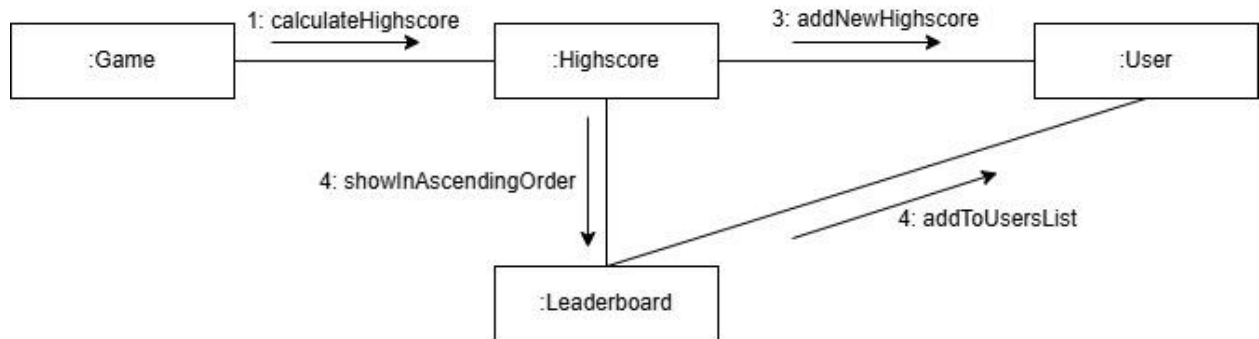 1: calculateHighscore
3: addNewHighscore
:Game
:Highscore
:User
4: showInAscendingOrder
4: addToUsersList
:Leaderboard